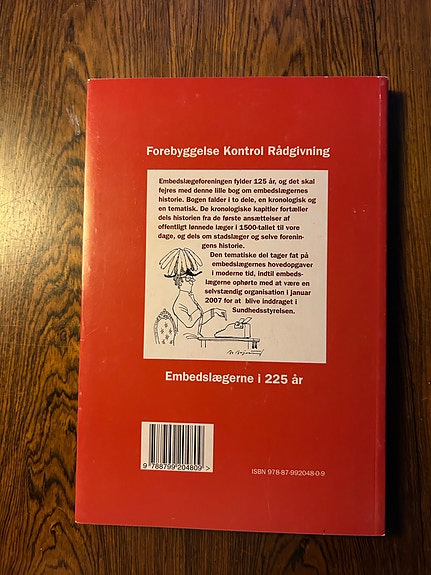 Forebyggelse Kontrol Rådgivning
Embedslægeforeningen fylder 125 år, og det skal
fejres med denne lille bog om embedslægernes
historie. Bogen falder i to dele, en kronologisk og
en tematisk. De kronologiske kapitler fortæller
dels historien fra de første ansættelser af
offentligt lønnede læger i 1500-tallet til vore
dage, og dels om stadslæger og selve forenin-
gens historie.
Den tematiske del tager fat på
embedslægernes hovedopgaver
i moderne tid, indtil embeds-
lægerne ophørte med at være en
selvstændig organisation i januar
2007 for at blive inddraget i
Sundhedsstyrelsen.
Embedslægerne i 225 år
9 788799 204809 >
ISBN 978-87-992048-0-9